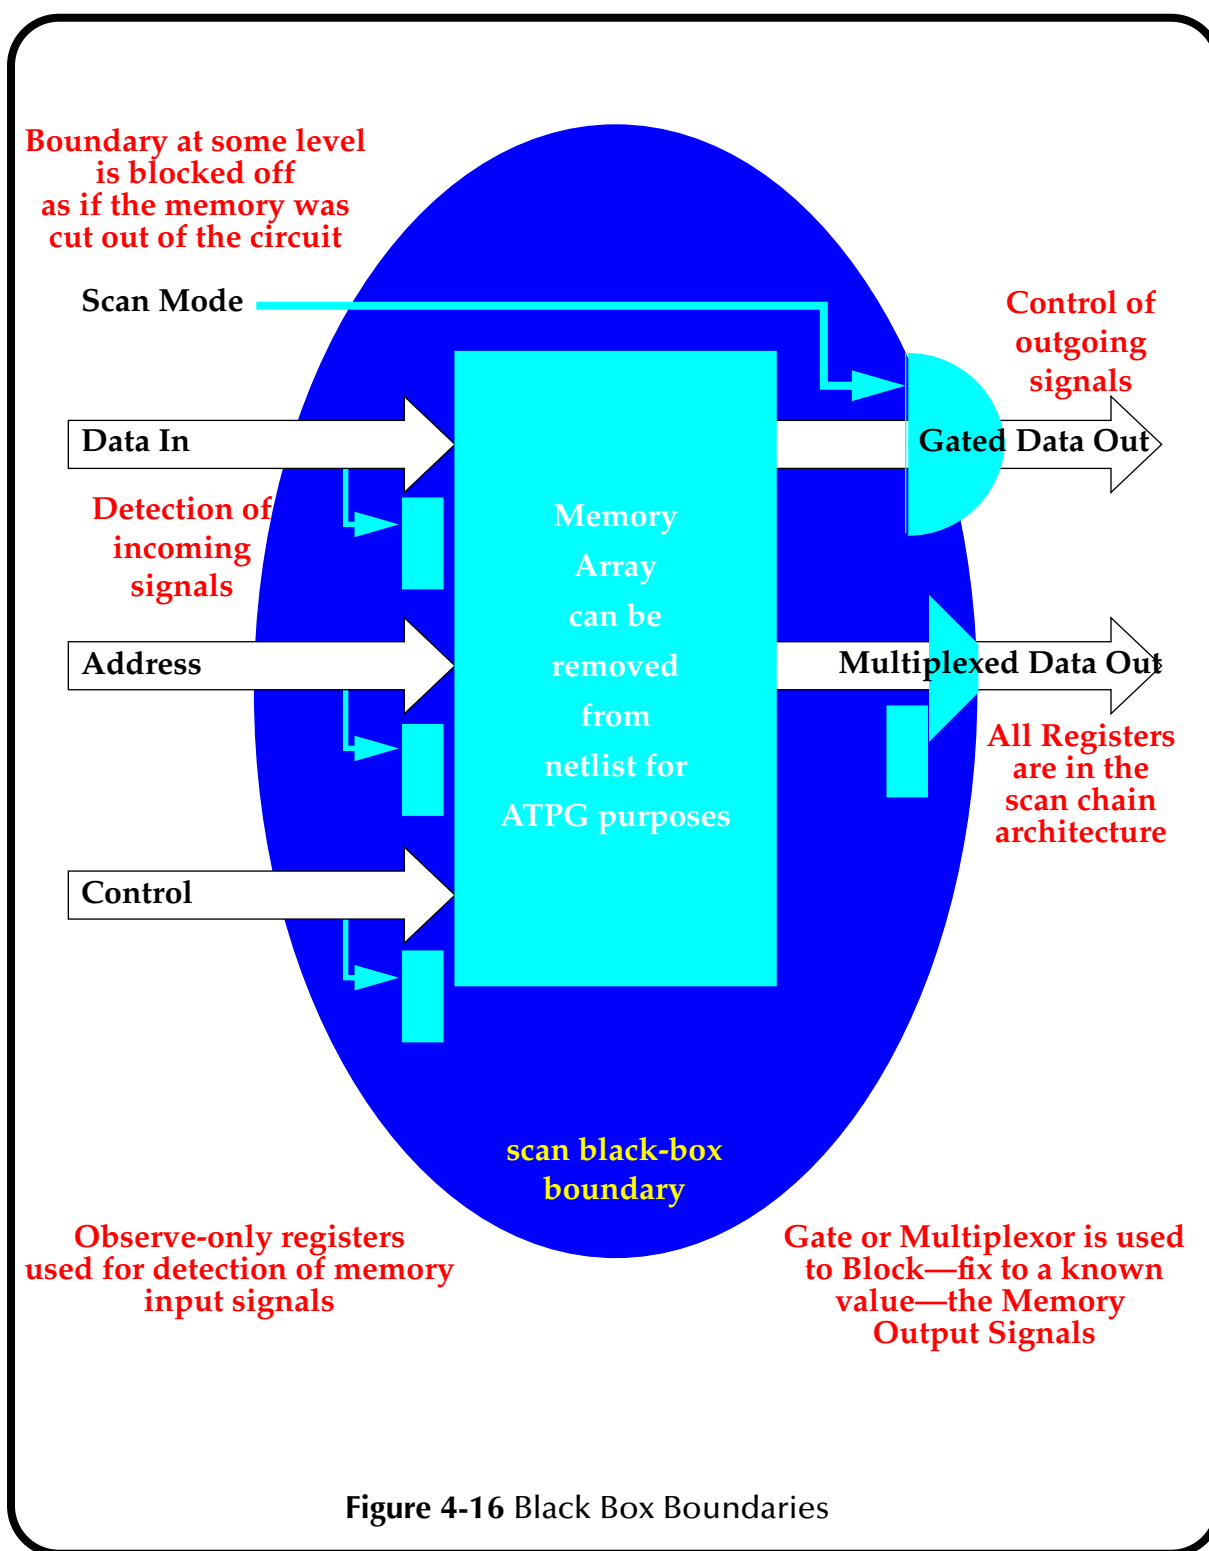 Boundary at some level
is blocked off
as if the memory was
cut out of the circuit
Scan Mode
Control of
outgoing
signals
Data In
Gated Data Out
Detection of
incoming
signals
Memory
Array
can be
removed
from
netlist for
ATPG purposes
Address
Multiplexed Data Out
All Registers
are in the
scan chain
architecture
Control
scan black-box
boundary
Observe-only registers
used for detection of memory
input signals
Gate or Multiplexor is used
to Block—fix to a known
value—the Memory
Output Signals
Figure 4-16 Black Box Boundaries